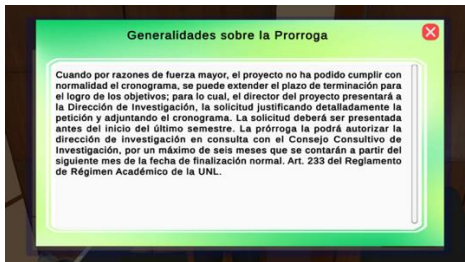 Generalidades sobre la Prorroga
Cuando por razones de fuerza mayor, el proyecto no ha podido cumplir con
normalidad el cronograma, se puede extender el plazo de terminación para
el logro de los objetivos; para lo cual, el director del proyecto presentará a
la Dirección de Investigación, la solicitud justificando detalladamente la
petición y adjuntando el cronograma. La solicitud deberá ser presentada
antes del inicio del último semestre. La prórroga la podrá autorizar la
dirección de investigación en consulta con el Consejo Consultivo de
Investigación, por un máximo de seis meses que se contarán a partir del
siguiente mes de la fecha de finalización normal. Art. 233 del Reglamento
de Régimen Académico de la UNL.